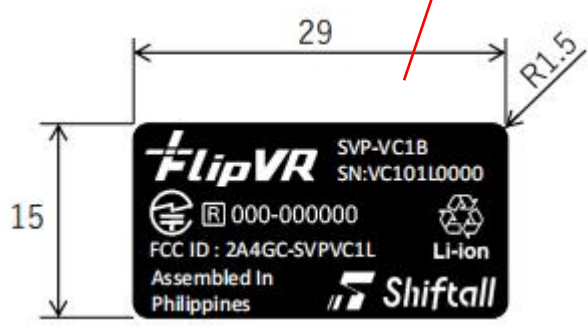 29
R1.5
15
FlipVR
SVP-VC1B
SN:VC101L0000
R 000-000000
FCC ID : 2A4GC-SVPVC1L
Li-ion
Assembled In
Philippines
Shiftall